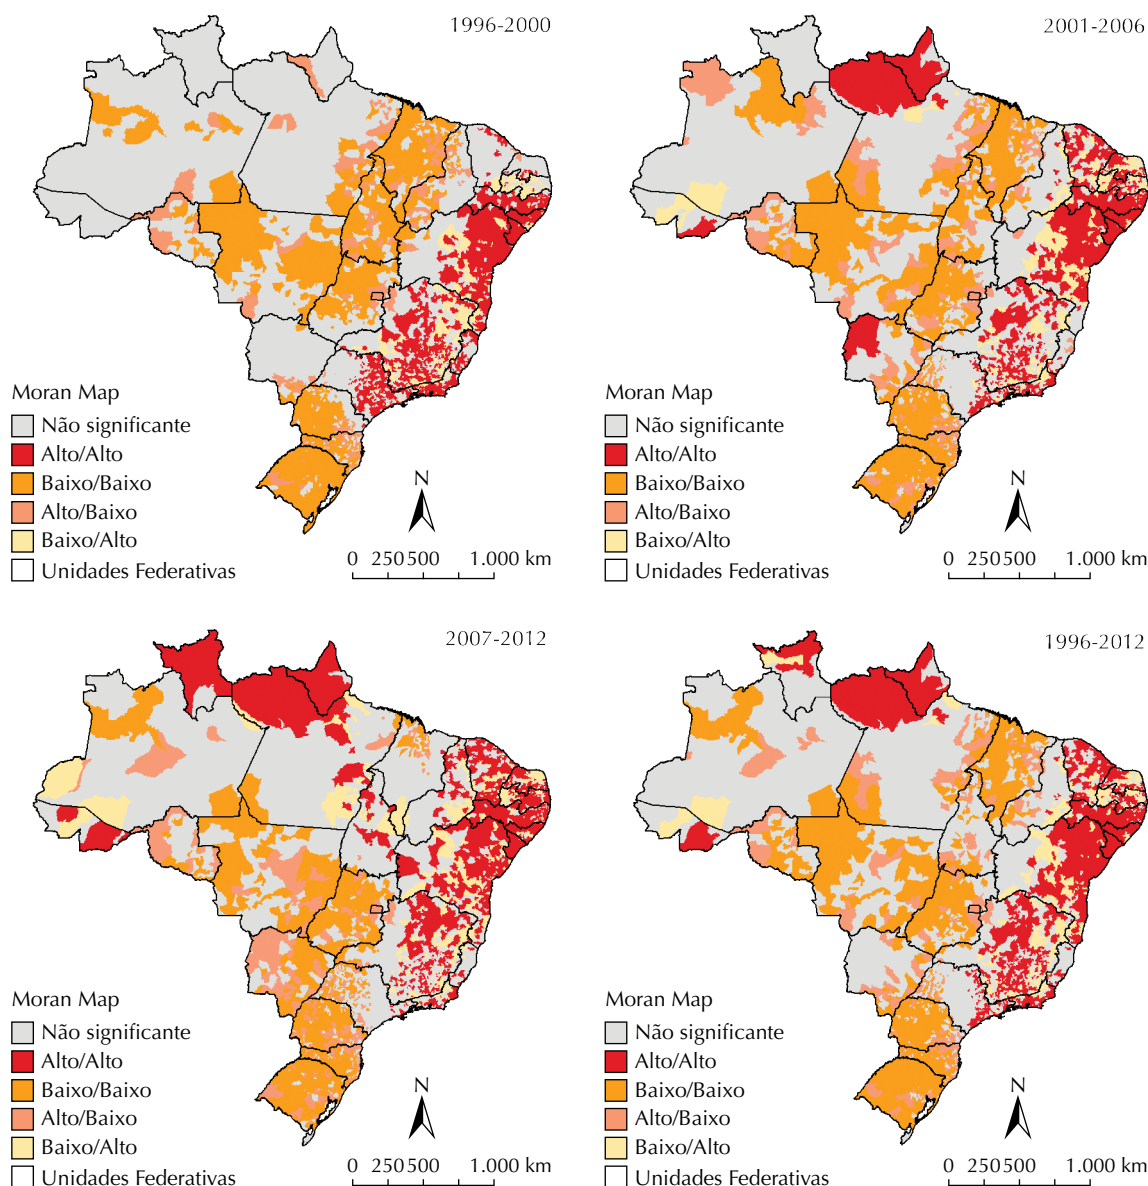 1996-2000
Moran Map
Não significante
Alto/Alto
Baixo/Baixo
Alto/Baixo
Baixo/Alto
Unidades Federativas
N
0 250 500 1.000 km
2001-2006
Moran Map
Não significante
Alto/Alto
Baixo/Baixo
Alto/Baixo
Baixo/Alto
Unidades Federativas
N
0 250 500 1.000 km
2007-2012
Moran Map
Não significante
Alto/Alto
Baixo/Baixo
Alto/Baixo
Baixo/Alto
Unidades Federativas
N
0 250 500 1.000 km
1996-2012
Moran Map
Não significante
Alto/Alto
Baixo/Baixo
Alto/Baixo
Baixo/Alto
Unidades Federativas
N
0 250 500 1.000 km